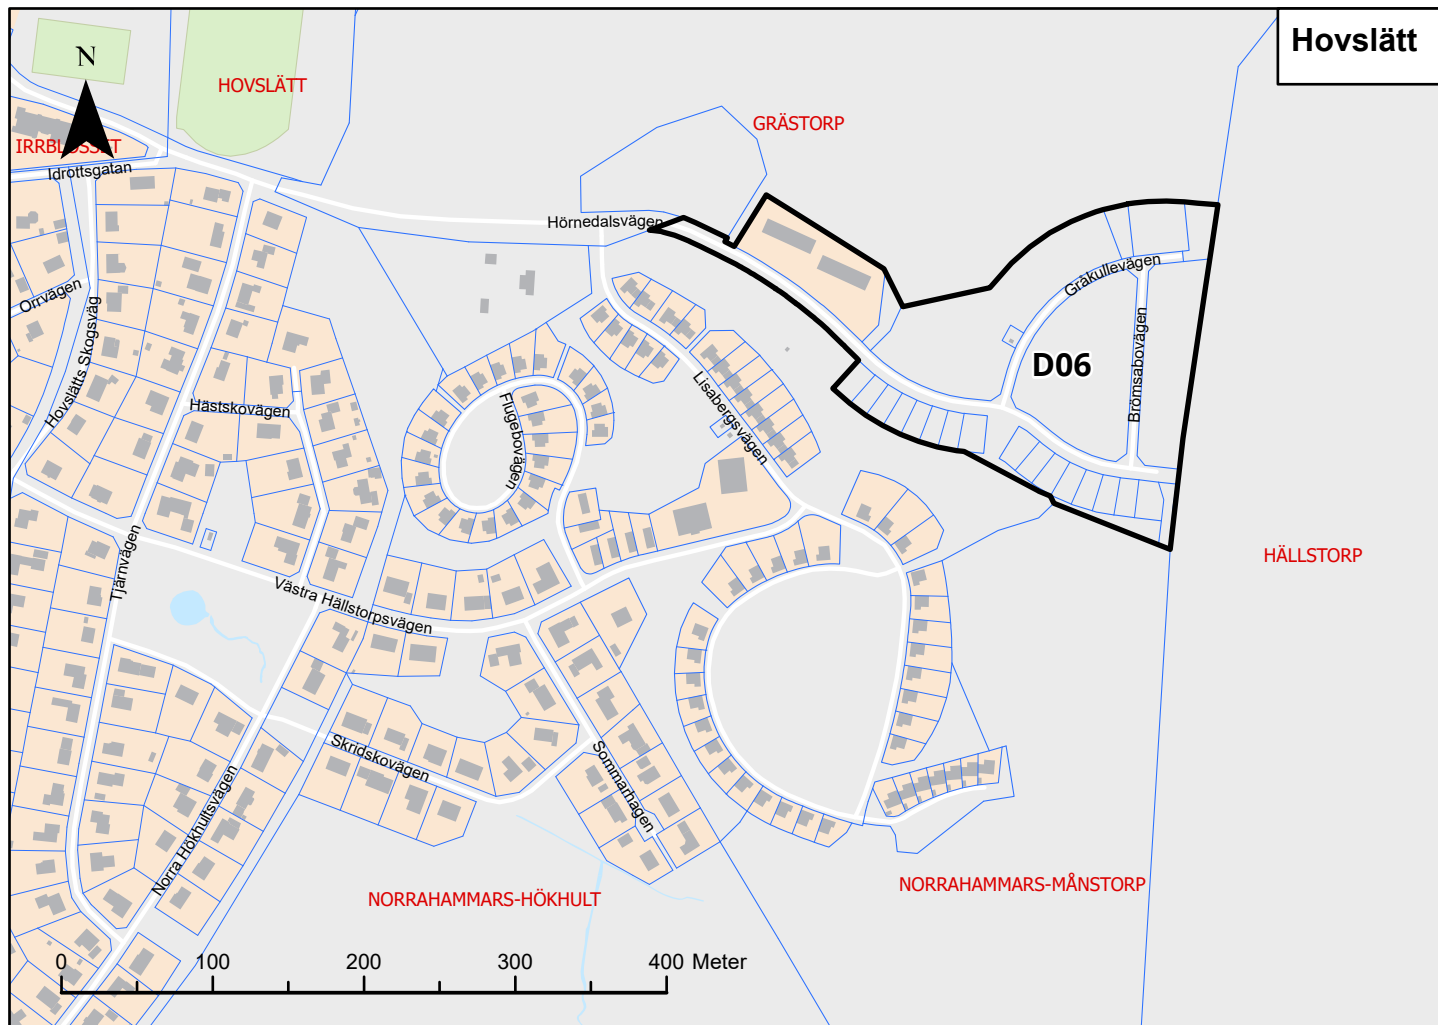 Hovslätt
N
HOVSLÄTT
GRÄSTORP
IRRBLOSSET
Idrottsgatan
Hörnedalsvägen
Gråkullevägen
Orrvägen
Hovslätts Skogsväg
Brömsabovägen
D06
Hästskovägen
Flugebovägen
Lisabergsvägen
Tjärnvägen
HÄLLSTORP
Västra Hällstorpsvägen
Skridskovägen
Sommarhagen
Norra Hökhultsvägen
NORRAHAMMARS-HÖKHULT
NORRAHAMMARS-MÅNSTORP
0 100 200 300 400 Meter